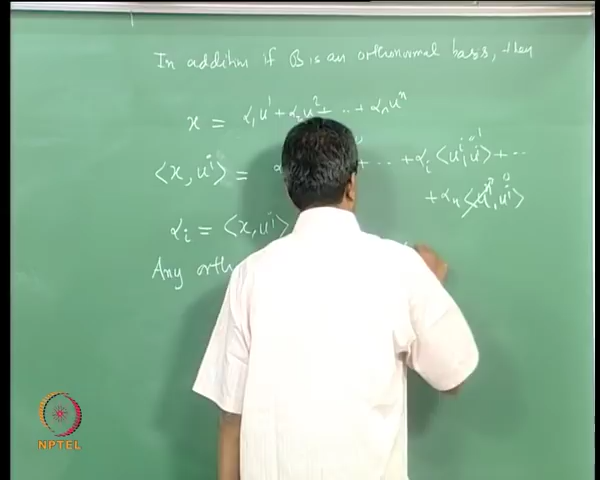 In addition if B is an orthonormal basis, then
x = α₁u¹ + α₂u² + ... + αₙuⁿ
⟨x, uⁱ⟩ = + ... + αᵢ⟨uⁱ, uⁱ⟩ + ...
+ αₙ⟨uⁿ, uⁱ⟩
αᵢ = ⟨x, uⁱ⟩
Any
NPTEL